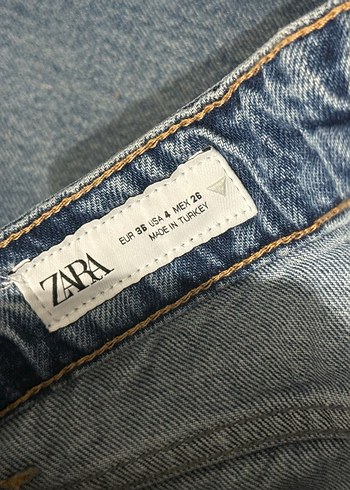 ZARA
EUR 36 USA 4 MEX 26
MADE IN TURKEY